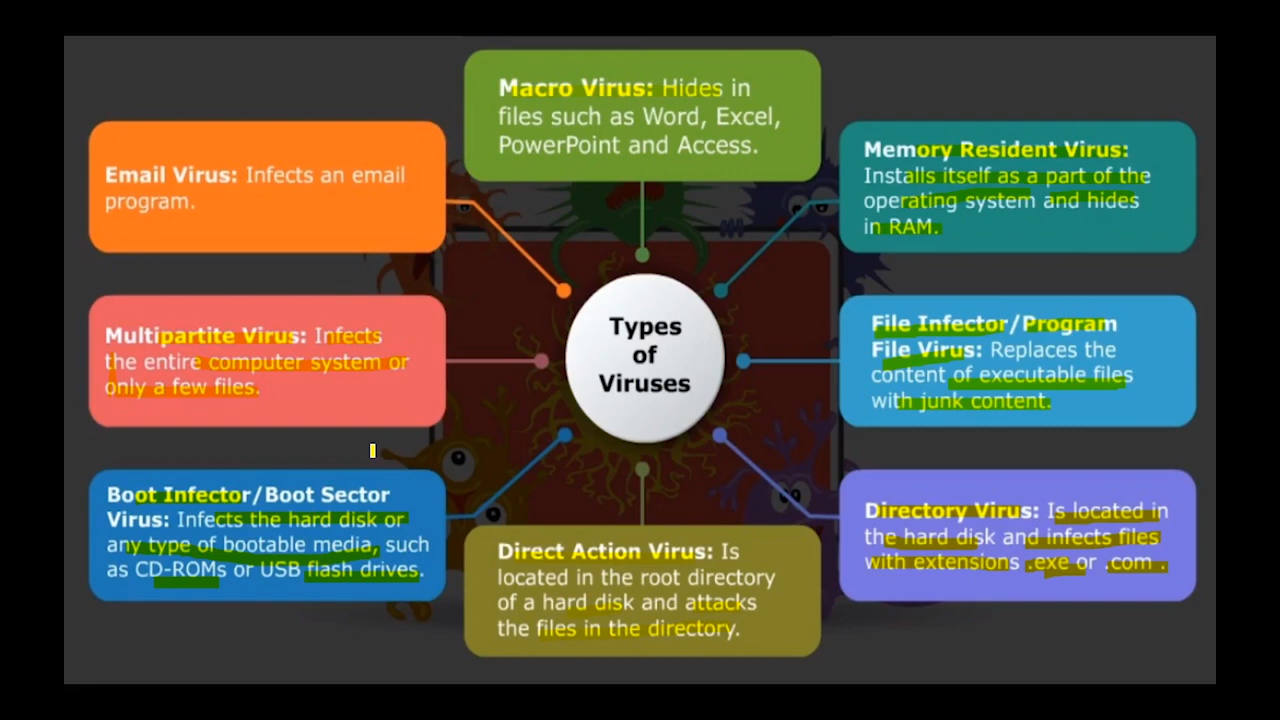 Macro Virus: Hides in
files such as Word, Excel,
PowerPoint and Access.
Email Virus: Infects an email
program.
Memory Resident Virus:
Installs itself as a part of the
operating system and hides
in RAM.
Multipartite Virus: Infects
the entire computer system or
only a few files.
Types
of
Viruses
File Infector/Program
File Virus: Replaces the
content of executable files
with junk content.
Boot Infector/Boot Sector
Virus: Infects the hard disk or
any type of bootable media, such
as CD-ROMs or USB flash drives.
Direct Action Virus: Is
located in the root directory
of a hard disk and attacks
the files in the directory.
Directory Virus: Is located in
the hard disk and infects files
with extensions .exe or .com .